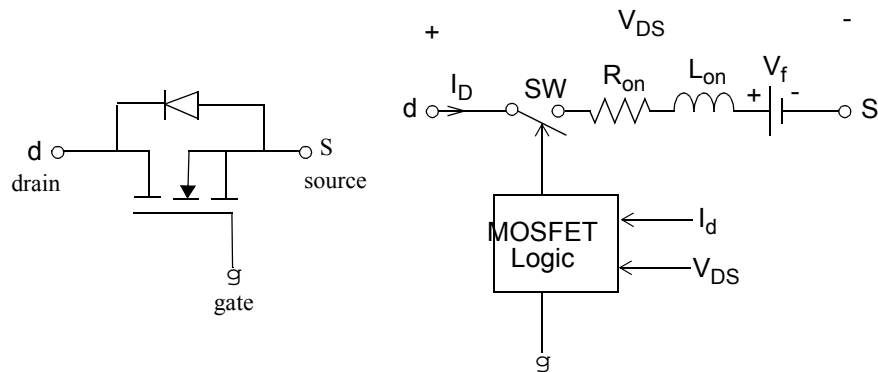 d
drain
S
source
g
gate
+ V_DS -
I_D
SW
R_on
L_on
V_f
+ -
d
S
MOSFET
Logic
I_d
V_DS
g